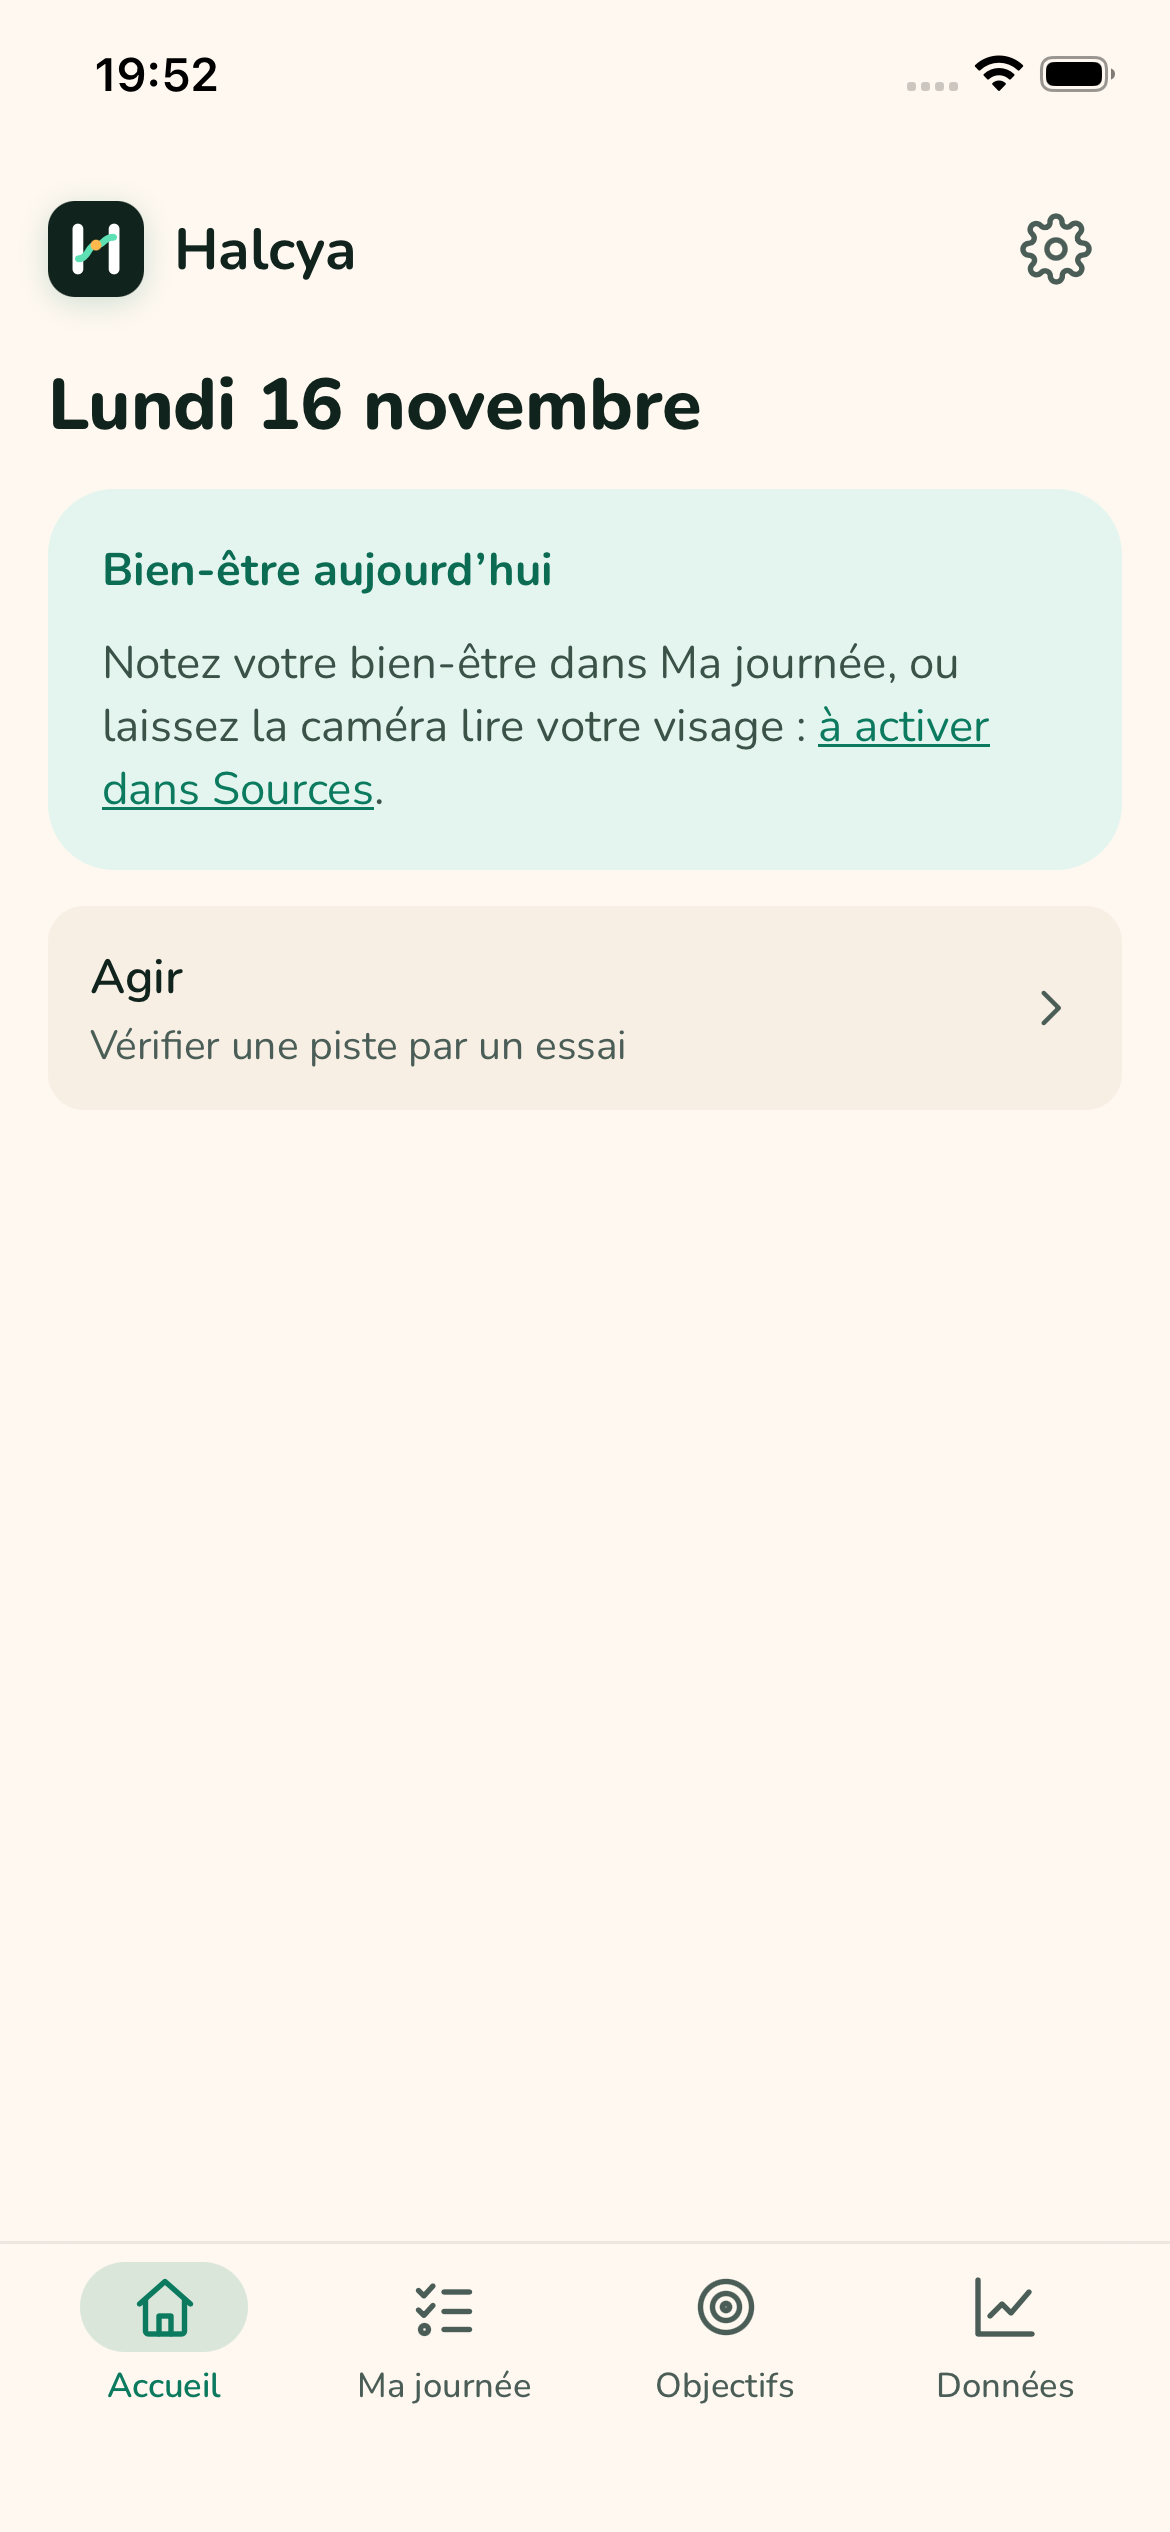 19:52
Halcya
Lundi 16 novembre
Bien-être aujourd’hui
Notez votre bien-être dans Ma journée, ou
laissez la caméra lire votre visage : à activer
dans Sources.
Agir
Vérifier une piste par un essai
Accueil
Ma journée
Objectifs
Données